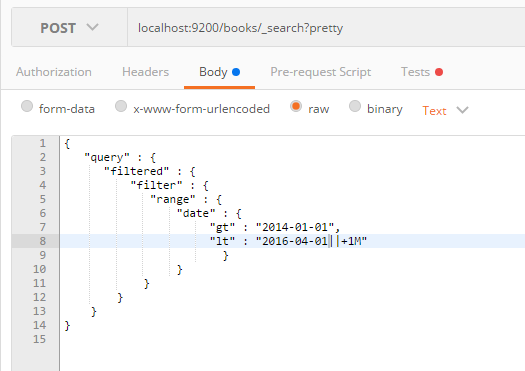 POST localhost:9200/books/_search?pretty
Authorization Headers Body Pre-request Script Tests
form-data x-www-form-urlencoded raw binary Text
1 {
2 "query" : {
3 "filtered" : {
4 "filter" : {
5 "range" : {
6 "date" : {
7 "gt" : "2014-01-01",
8 "lt" : "2016-04-01||+1M"
9 }
10 }
11 }
12 }
13 }
14 }
15